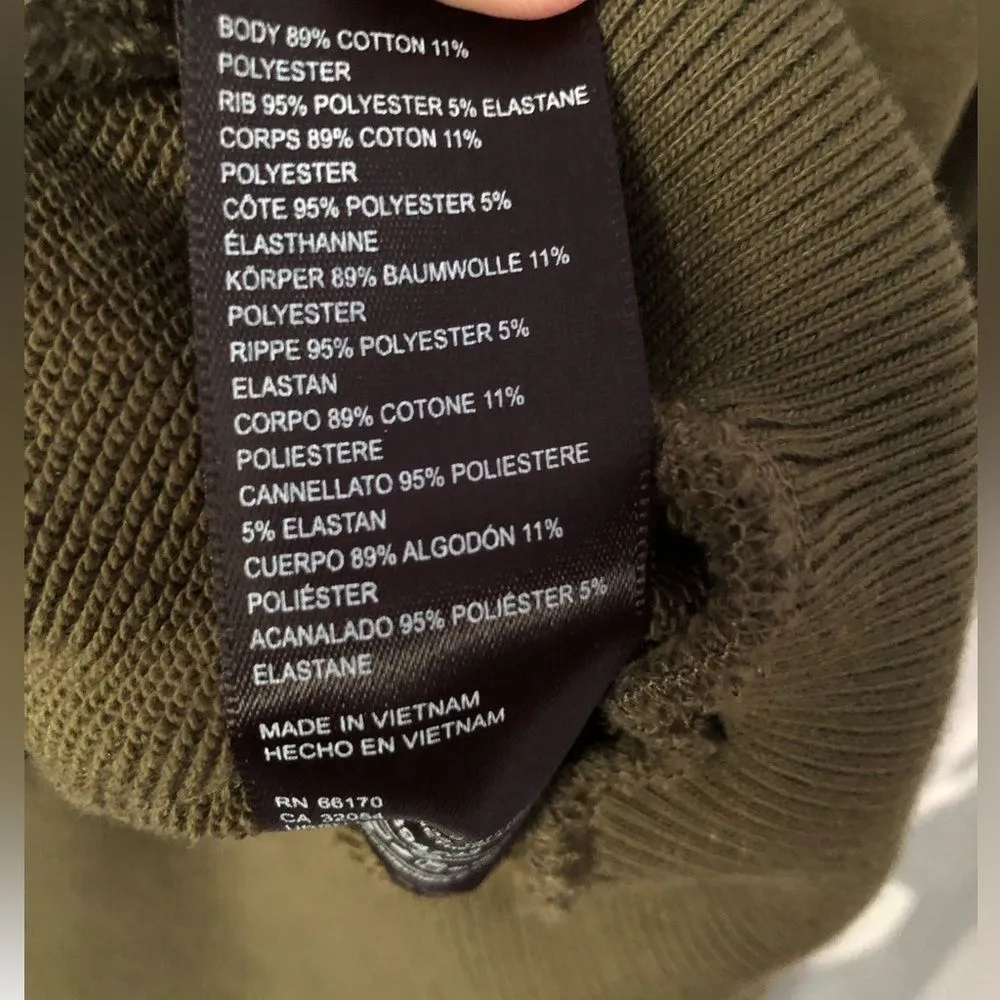 BODY 89% COTTON 11%
POLYESTER
RIB 95% POLYESTER 5% ELASTANE
CORPS 89% COTON 11%
POLYESTER
CÔTE 95% POLYESTER 5%
ÉLASTHANNE
KÖRPER 89% BAUMWOLLE 11%
POLYESTER
RIPPE 95% POLYESTER 5%
ELASTAN
CORPO 89% COTONE 11%
POLIESTERE
CANNELLATO 95% POLIESTERE
5% ELASTAN
CUERPO 89% ALGODÓN 11%
POLIÉSTER
ACANALADO 95% POLIÉSTER 5%
ELASTANE
MADE IN VIETNAM
HECHO EN VIETNAM
RN 66170
CA